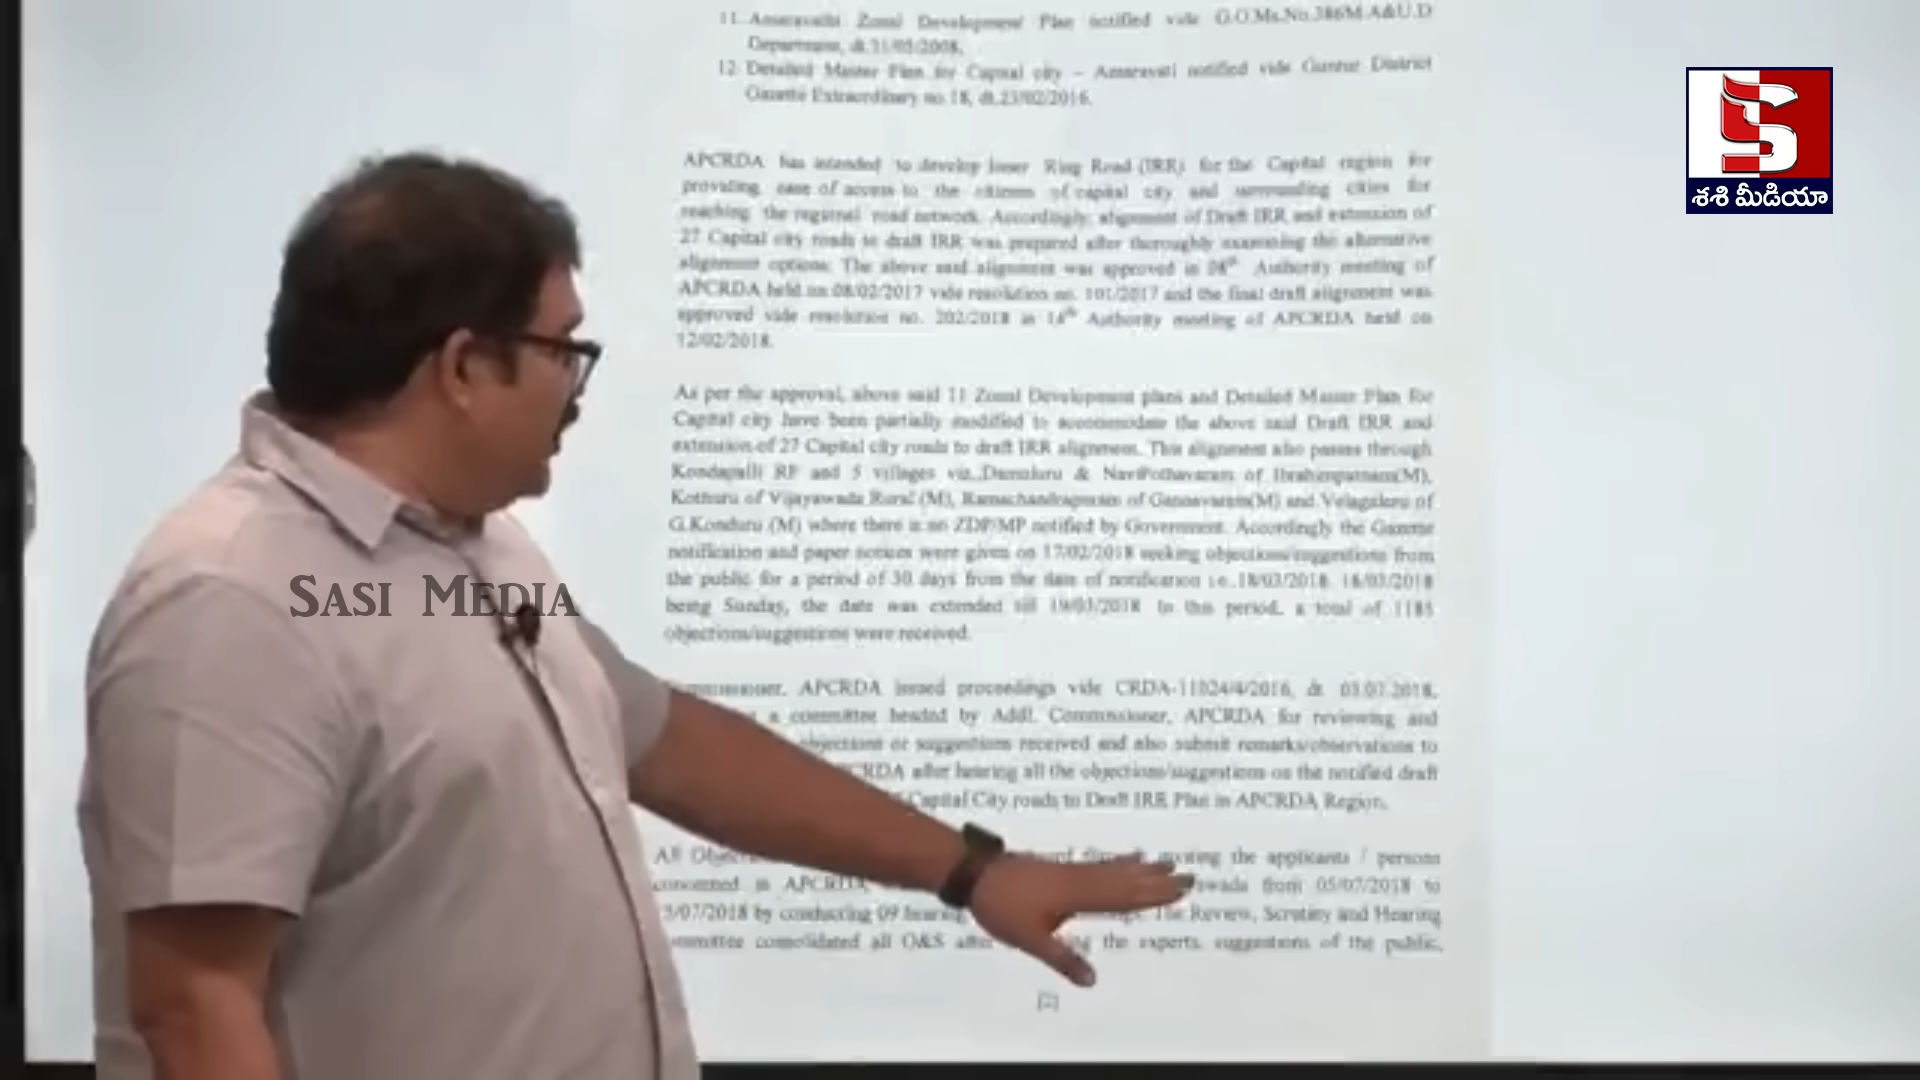 11. Amaravathi Zonal Development Plan notified vide G.O.Ms.No.386M.A&U.D
Department, dt.31/05/2008.
12. Detailed Master Plan for Capital city – Amaravati notified vide Guntur District
Gazette Extraordinary no.18, dt.23/02/2016.
APCRDA has intended to develop Inner Ring Road (IRR) for the Capital region for
providing ease of access to the citizens of capital city and surrounding cities for
reaching the regional road network. Accordingly, alignment of Draft IRR and extension of
27 Capital city roads to draft IRR was prepared after thoroughly examining the alternative
alignment options. The above said alignment was approved in 08th Authority meeting of
APCRDA held on 08/02/2017 vide resolution no. 101/2017 and the final draft alignment was
approved vide resolution no. 202/2018 in 14th Authority meeting of APCRDA held on
12/02/2018.
As per the approval, above said 11 Zonal Development plans and Detailed Master Plan for
Capital city have been partially modified to accommodate the above said Draft IRR and
extension of 27 Capital city roads to draft IRR alignment. This alignment also passes through
Kondapalli RF and 5 villages viz., Damuluru & NaviPothavaram of Ibrahimpatnam(M),
Kothuru of Vijayawada Rural (M), Ramachandrapuram of Gannavaram(M) and Velagaleru of
G.Konduru (M) where there is no ZDP/MP notified by Government. Accordingly the Gazette
notification and paper notices were given on 17/02/2018 seeking objections/suggestions from
the public for a period of 30 days from the date of notification i.e.,18/03/2018. 18/03/2018
being Sunday, the date was extended till 19/03/2018. In this period, a total of 1185
objections/suggestions were received.
APCRDA issued proceedings vide CRDA-11024/4/2016, dt. 03.07.2018,
a committee headed by Addl. Commissioner, APCRDA for reviewing and
objections or suggestions received and also submit remarks/observations to
CRDA after hearing all the objections/suggestions on the notified draft
Capital City roads to Draft IRR Plan in APCRDA Region.
All the applicants / persons
concerned in APCRDA, from 05/07/2018 to
/07/2018 by conducting 09 hearing The Review, Scrutiny and Hearing
consolidated all O&S after the experts, suggestions of the public,
[2]
SASI MEDIA
S
శశి మీడియా